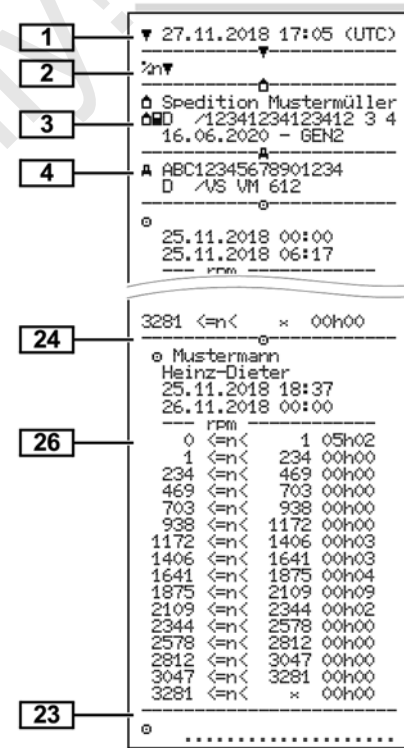 1
▼ 27.11.2018 17:05 (UTC)
2
%n▼
3
Spedition Mustermüller
D /12341234123412 3 4
16.06.2020 - GEN2
4
A ABC12345678901234
D /VS VM 612
25.11.2018 00:00
25.11.2018 06:17
--- rpm
3281 <=n< × 00h00
24
Mustermann
Heinz-Dieter
25.11.2018 18:37
26.11.2018 00:00
--- rpm
26
0 <=n< 1 05h02
1 <=n< 234 00h00
234 <=n< 469 00h00
469 <=n< 703 00h00
703 <=n< 938 00h00
938 <=n< 1172 00h00
1172 <=n< 1406 00h03
1406 <=n< 1641 00h03
1641 <=n< 1875 00h04
1875 <=n< 2109 00h09
2109 <=n< 2344 00h02
2344 <=n< 2578 00h00
2578 <=n< 2812 00h00
2812 <=n< 3047 00h00
3047 <=n< 3281 00h00
3281 <=n< × 00h00
23
....................